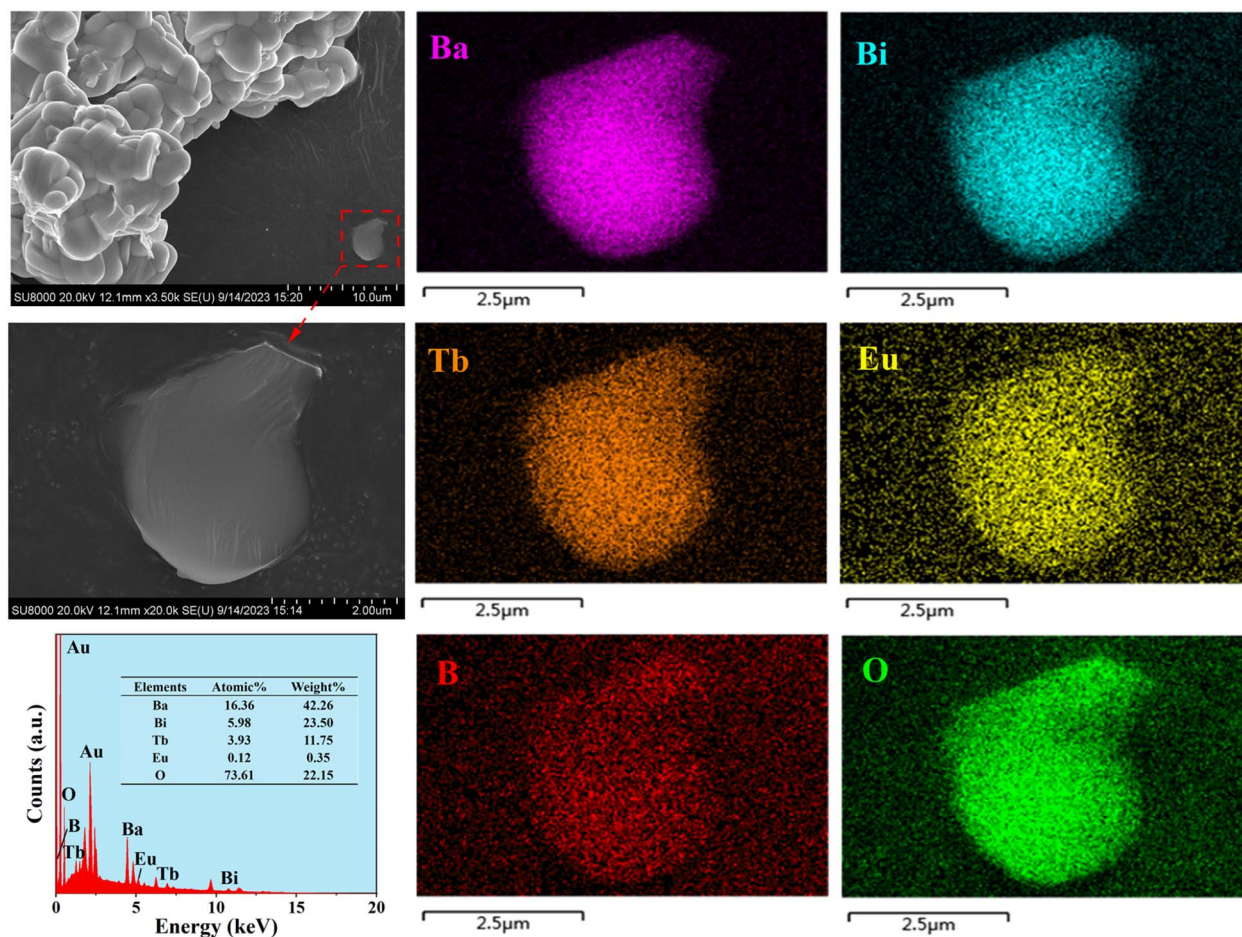 SU8000 20.0kV 12.1mm x3.50k SE(U) 9/14/2023 15:20 10.0um
Ba
2.5μm
Bi
2.5μm
SU8000 20.0kV 12.1mm x20.0k SE(U) 9/14/2023 15:14 2.00um
Tb
2.5μm
Eu
2.5μm
Counts (a.u.)
Au
Au
O
B
Tb
Ba
Eu
Tb
Bi
Elements Atomic% Weight%
Ba 16.36 42.26
Bi 5.98 23.50
Tb 3.93 11.75
Eu 0.12 0.35
O 73.61 22.15
0 5 10 15 20
Energy (keV)
B
2.5μm
O
2.5μm